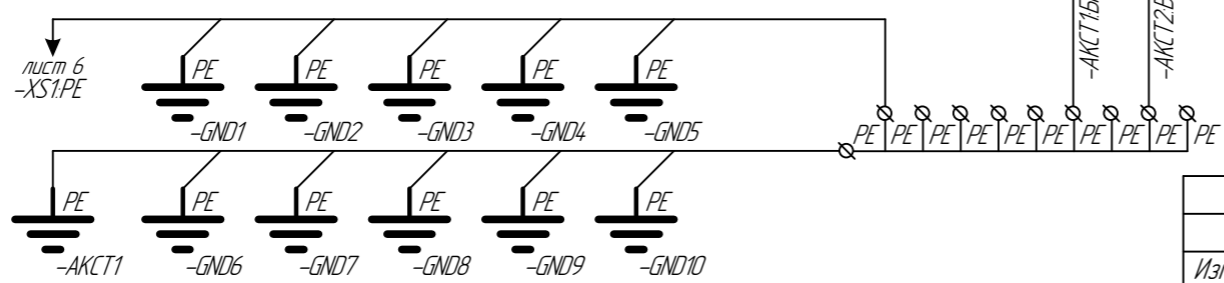 лист 6
-XS1:PE
PE PE PE PE PE
-GND1 -GND2 -GND3 -GND4 -GND5
-АКСТ1:Б
-АКСТ2:Б
PE PE PE PE PE PE PE PE PE PE
PE PE PE PE PE PE
-АКСТ1 -GND6 -GND7 -GND8 -GND9 -GND10